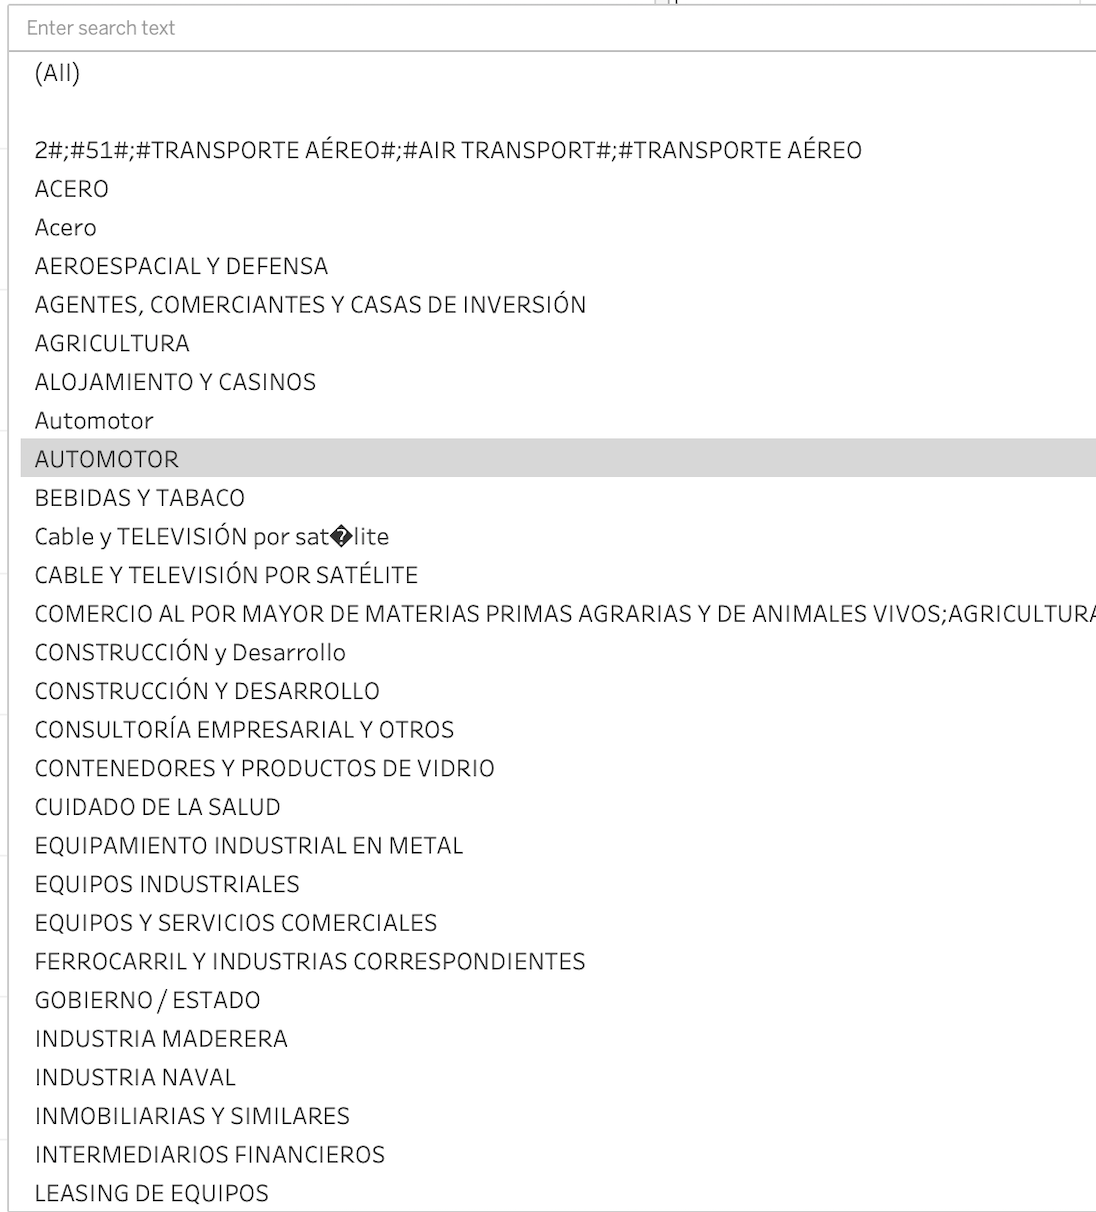 Enter search text
(All)
2#;#51#;#TRANSPORTE AÉREO#;#AIR TRANSPORT#;#TRANSPORTE AÉREO
ACERO
Acero
AEROESPACIAL Y DEFENSA
AGENTES, COMERCIANTES Y CASAS DE INVERSIÓN
AGRICULTURA
ALOJAMIENTO Y CASINOS
Automotor
AUTOMOTOR
BEBIDAS Y TABACO
Cable y TELEVISIÓN por sat�lite
CABLE Y TELEVISIÓN POR SATÉLITE
COMERCIO AL POR MAYOR DE MATERIAS PRIMAS AGRARIAS Y DE ANIMALES VIVOS;AGRICULTURA
CONSTRUCCIÓN y Desarrollo
CONSTRUCCIÓN Y DESARROLLO
CONSULTORÍA EMPRESARIAL Y OTROS
CONTENEDORES Y PRODUCTOS DE VIDRIO
CUIDADO DE LA SALUD
EQUIPAMIENTO INDUSTRIAL EN METAL
EQUIPOS INDUSTRIALES
EQUIPOS Y SERVICIOS COMERCIALES
FERROCARRIL Y INDUSTRIAS CORRESPONDIENTES
GOBIERNO / ESTADO
INDUSTRIA MADERERA
INDUSTRIA NAVAL
INMOBILIARIAS Y SIMILARES
INTERMEDIARIOS FINANCIEROS
LEASING DE EQUIPOS